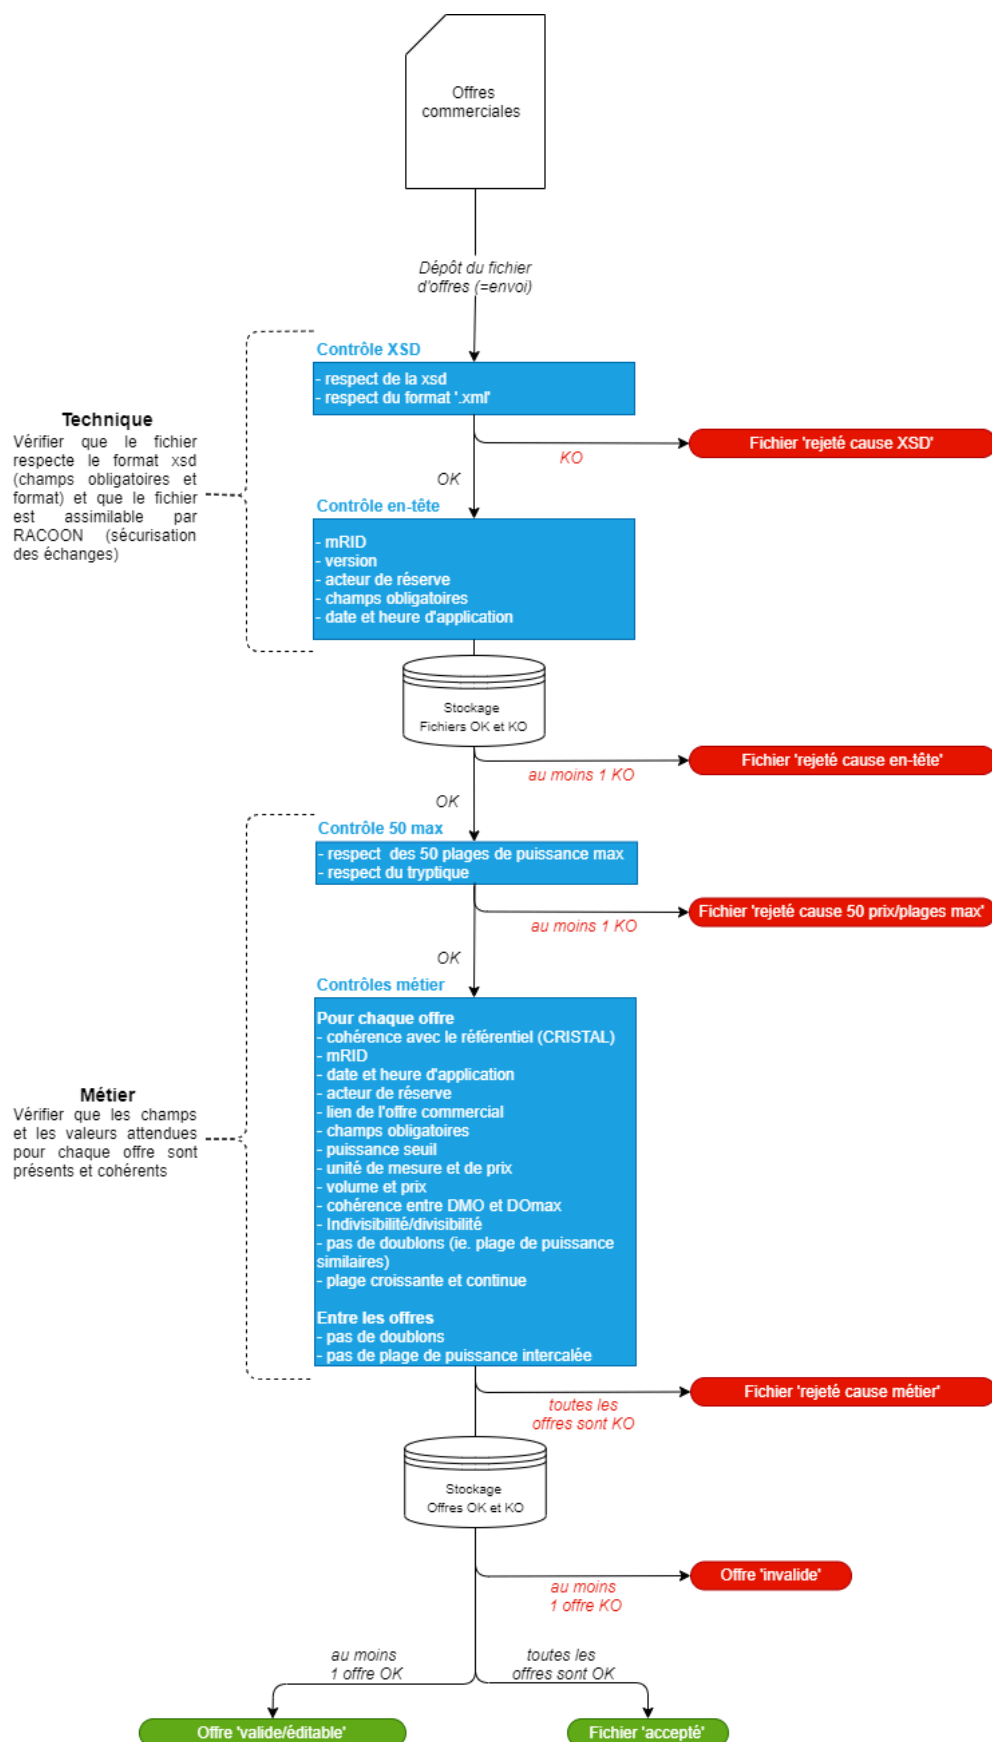 Offres
commerciales
Dépôt du fichier
d'offres (=envoi)
Contrôle XSD
- respect de la xsd
- respect du format '.xml'
Technique
Vérifier que le fichier
respecte le format xsd
(champs obligatoires et
format) et que le fichier
est assimilable par
RACOON (sécurisation
des échanges)
KO
Fichier 'rejeté cause XSD'
OK
Contrôle en-tête
- mRID
- version
- acteur de réserve
- champs obligatoires
- date et heure d'application
Stockage
Fichiers OK et KO
au moins 1 KO
Fichier 'rejeté cause en-tête'
OK
Contrôle 50 max
- respect des 50 plages de puissance max
- respect du tryptique
au moins 1 KO
Fichier 'rejeté cause 50 prix/plages max'
OK
Contrôles métier
Pour chaque offre
- cohérence avec le référentiel (CRISTAL)
- mRID
- date et heure d'application
- acteur de réserve
- lien de l'offre commercial
- champs obligatoires
- puissance seuil
- unité de mesure et de prix
- volume et prix
- cohérence entre DMO et DOmax
- Indivisibilité/divisibilité
- pas de doublons (ie. plage de puissance
similaires)
- plage croissante et continue
Entre les offres
- pas de doublons
- pas de plage de puissance intercalée
Métier
Vérifier que les champs
et les valeurs attendues
pour chaque offre sont
présents et cohérents
toutes les
offres sont KO
Fichier 'rejeté cause métier'
Stockage
Offres OK et KO
au moins
1 offre KO
Offre 'invalide'
au moins
1 offre OK
toutes les
offres sont OK
Offre 'valide/éditable'
Fichier 'accepté'